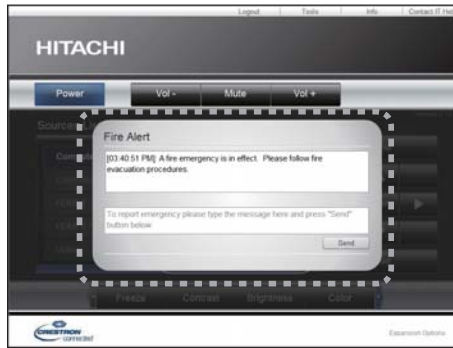 Logout Tools Info Contact IT Help
HITACHI
Power Vol - Mute Vol +
Sources List
Fire Alert
[03:40:51 PM] A fire emergency is in effect. Please follow fire
evacuation procedures.
To report emergency please type the message here and press "Send"
button below
Send
Freeze Contrast Brightness Color
CRESTRON
connected
Expansion Options